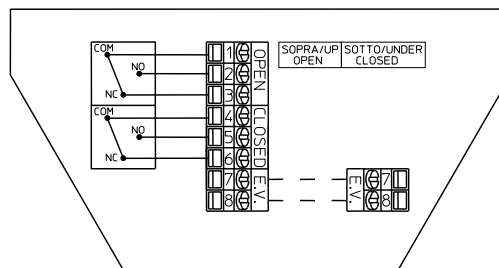 COM
NO
NC
COM
NO
NC
1
2
3
4
5
6
7
8
OPEN
CLOSED
E.V.
SOPRA/UP OPEN
SOTTO/UNDER CLOSED
E.V.
7
8